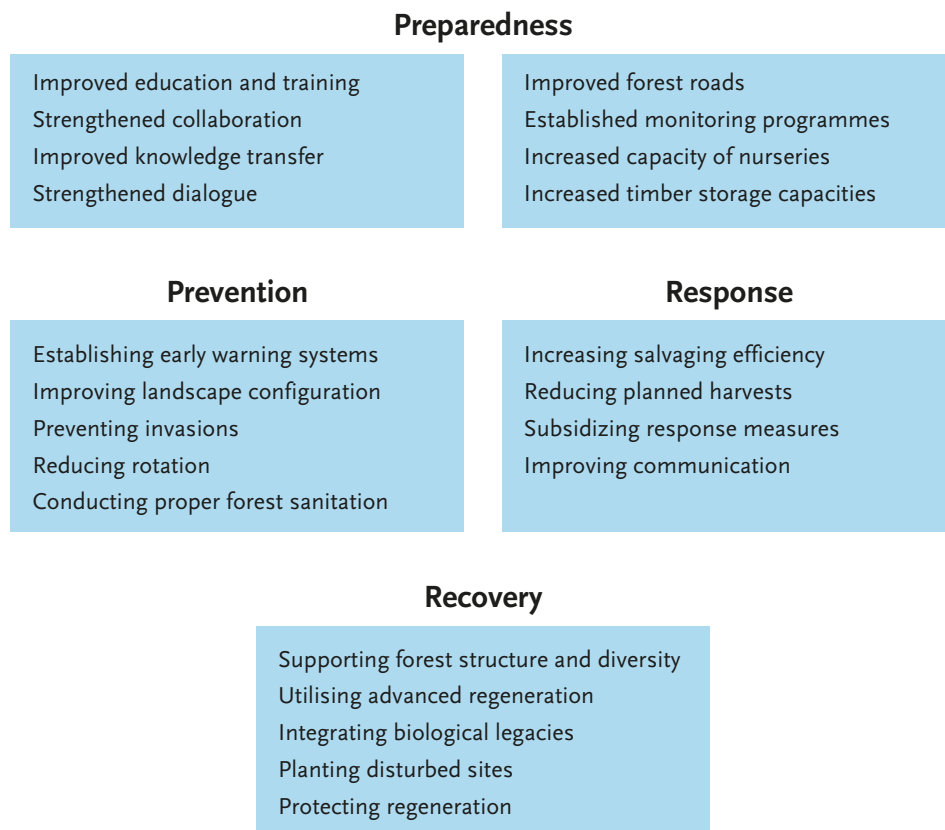 Preparedness
Improved education and training
Strengthened collaboration
Improved knowledge transfer
Strengthened dialogue
Improved forest roads
Established monitoring programmes
Increased capacity of nurseries
Increased timber storage capacities
Prevention
Establishing early warning systems
Improving landscape configuration
Preventing invasions
Reducing rotation
Conducting proper forest sanitation
Response
Increasing salvaging efficiency
Reducing planned harvests
Subsidizing response measures
Improving communication
Recovery
Supporting forest structure and diversity
Utilising advanced regeneration
Integrating biological legacies
Planting disturbed sites
Protecting regeneration